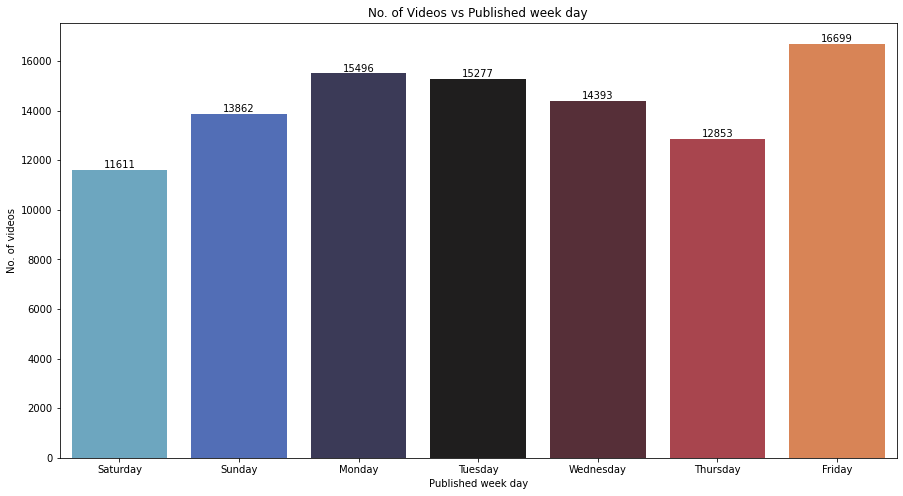 No. of Videos vs Published week day
No. of videos
16000
14000
12000
10000
8000
6000
4000
2000
0
11611
13862
15496
15277
14393
12853
16699
Saturday
Sunday
Monday
Tuesday
Wednesday
Thursday
Friday
Published week day